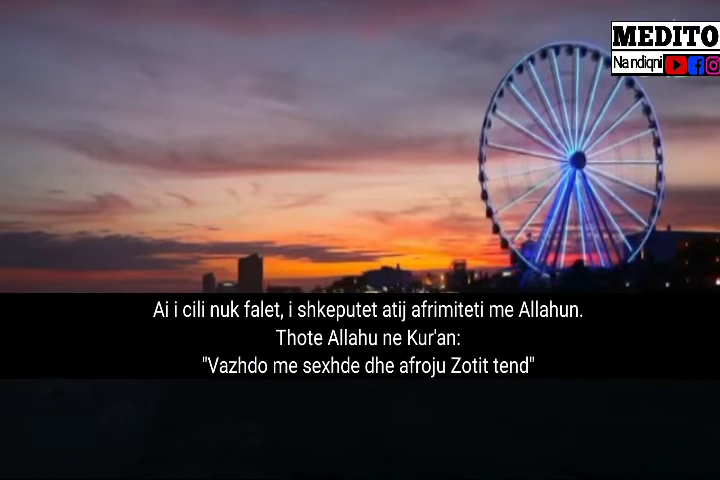 MEDITO
Na ndiqni
Ai i cili nuk falet, i shkeputet atij afrimiteti me Allahun.
Thote Allahu ne Kur'an:
"Vazhdo me sexhde dhe afroju Zotit tend"